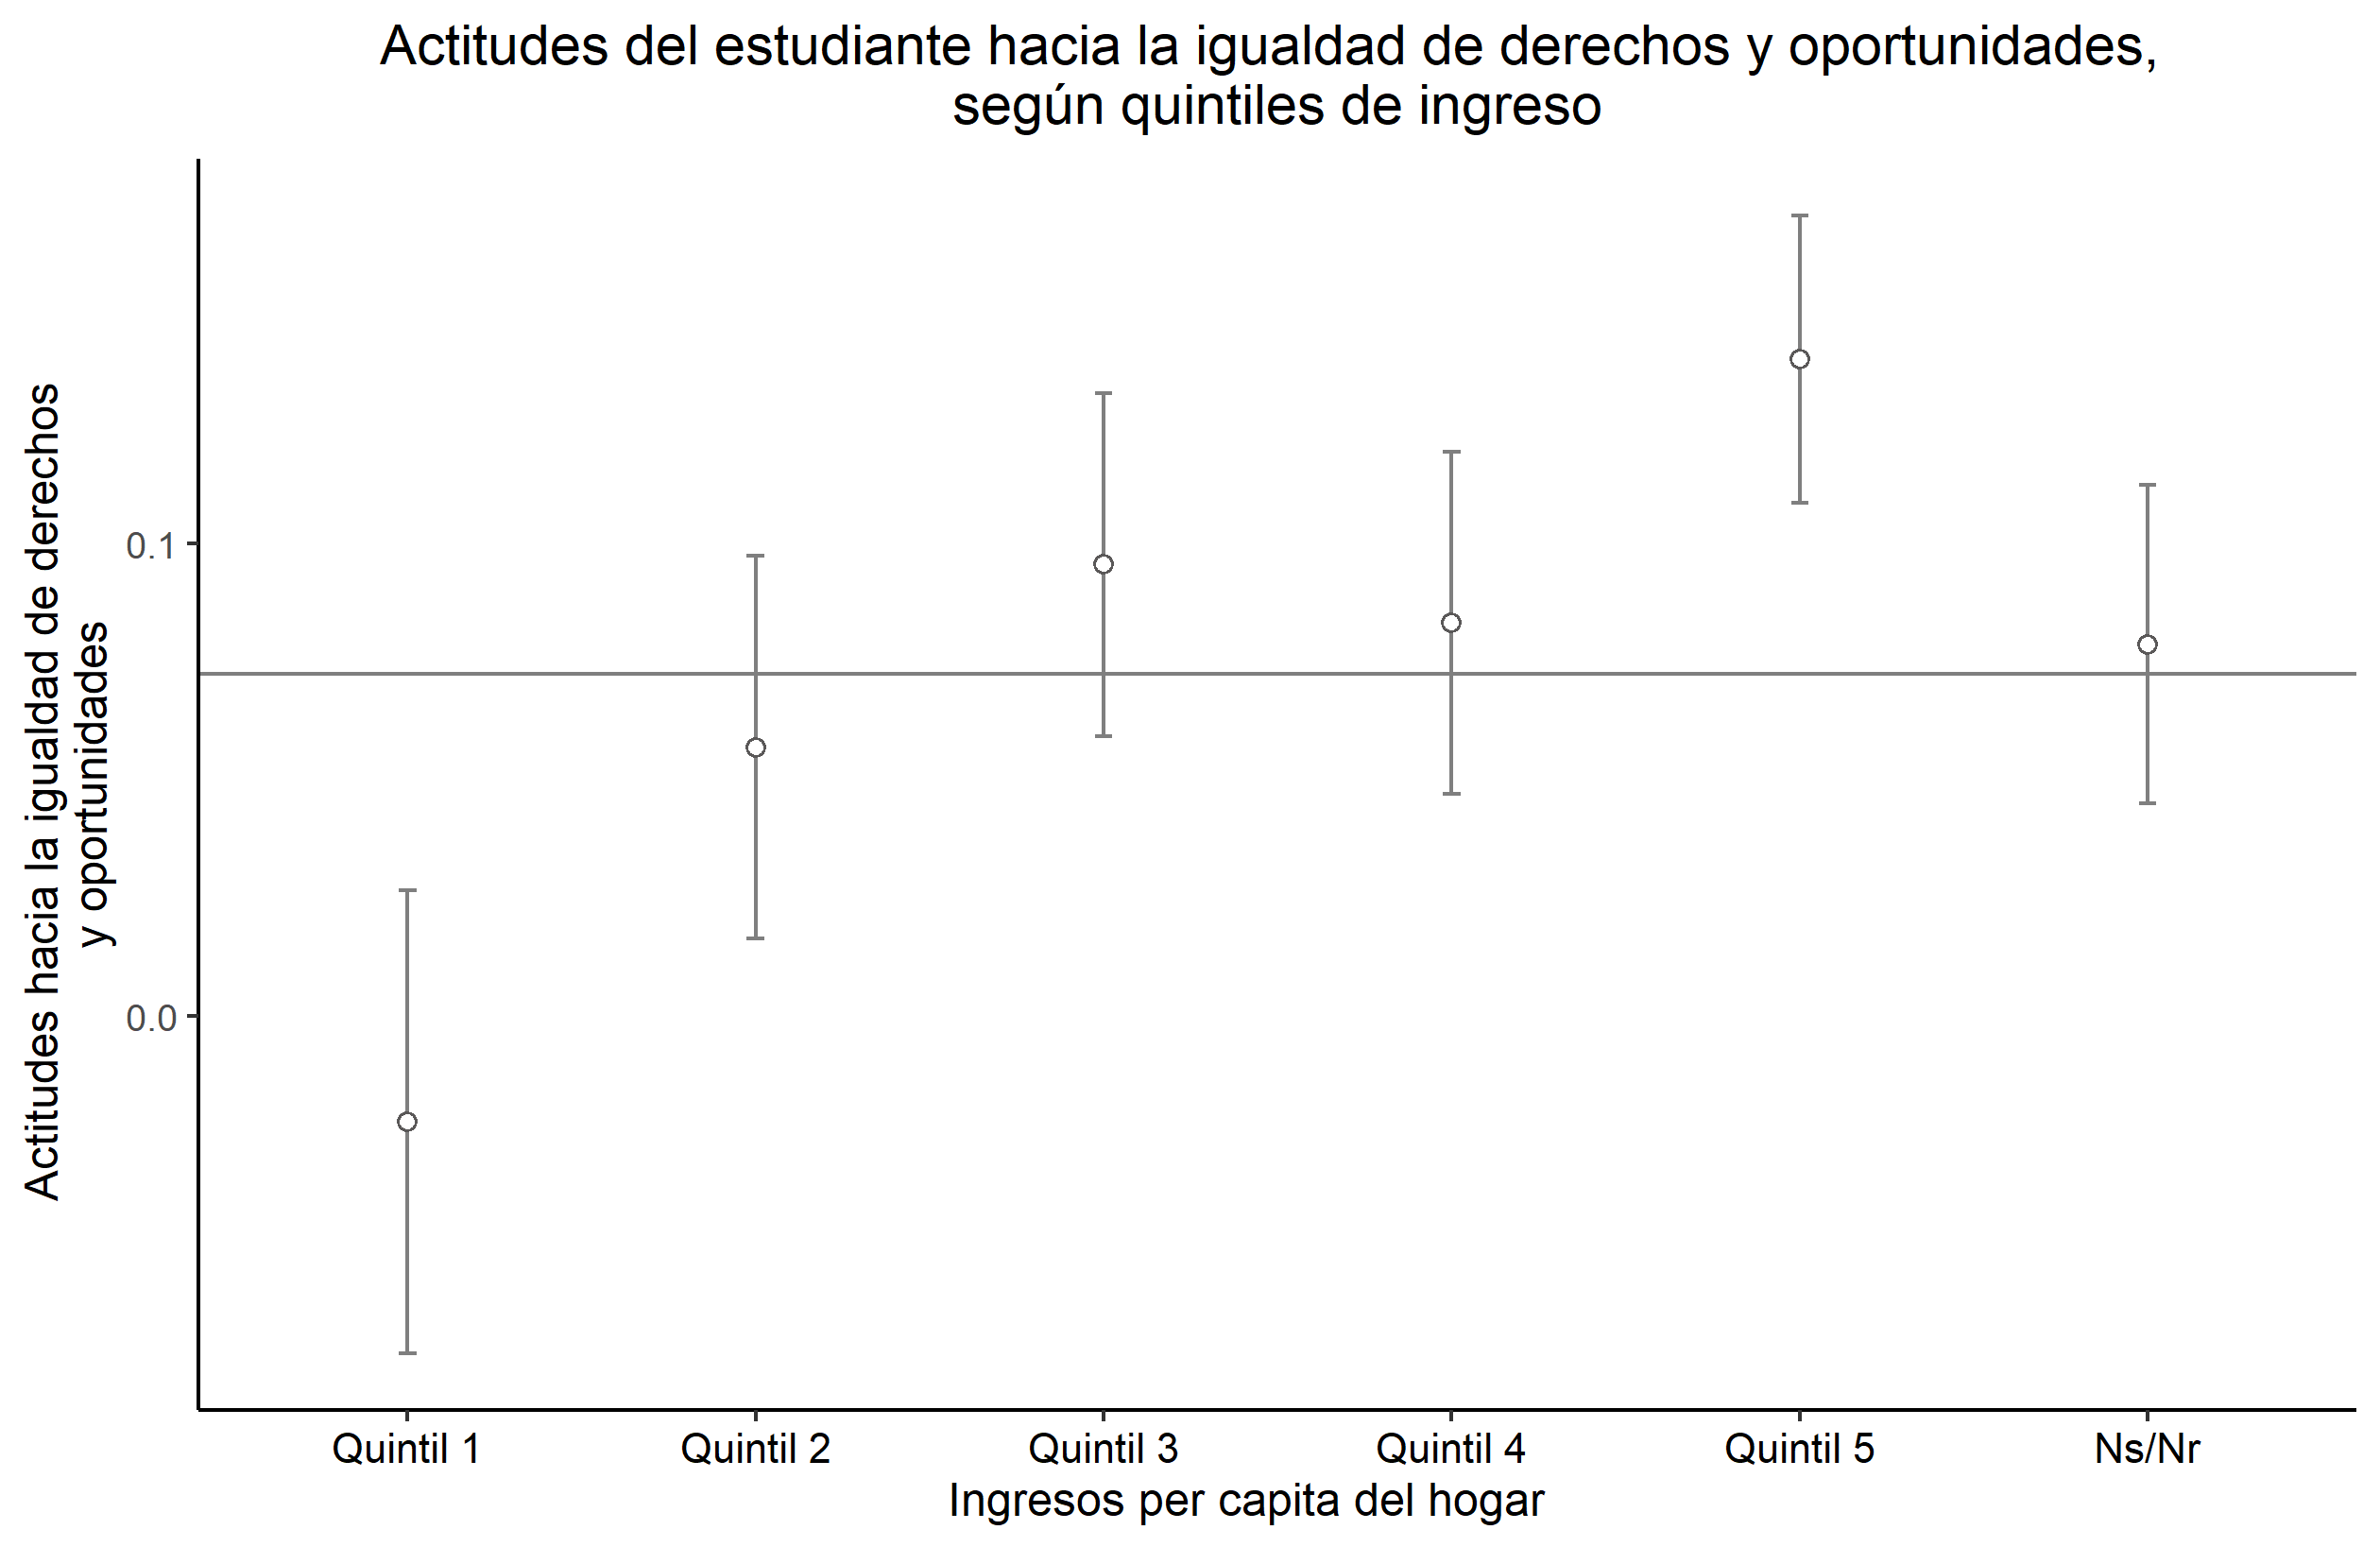 Actitudes del estudiante hacia la igualdad de derechos y oportunidades,
según quintiles de ingreso
Actitudes hacia la igualdad de derechos
y oportunidades
0.1
0.0
Quintil 1
Quintil 2
Quintil 3
Quintil 4
Quintil 5
Ns/Nr
Ingresos per capita del hogar